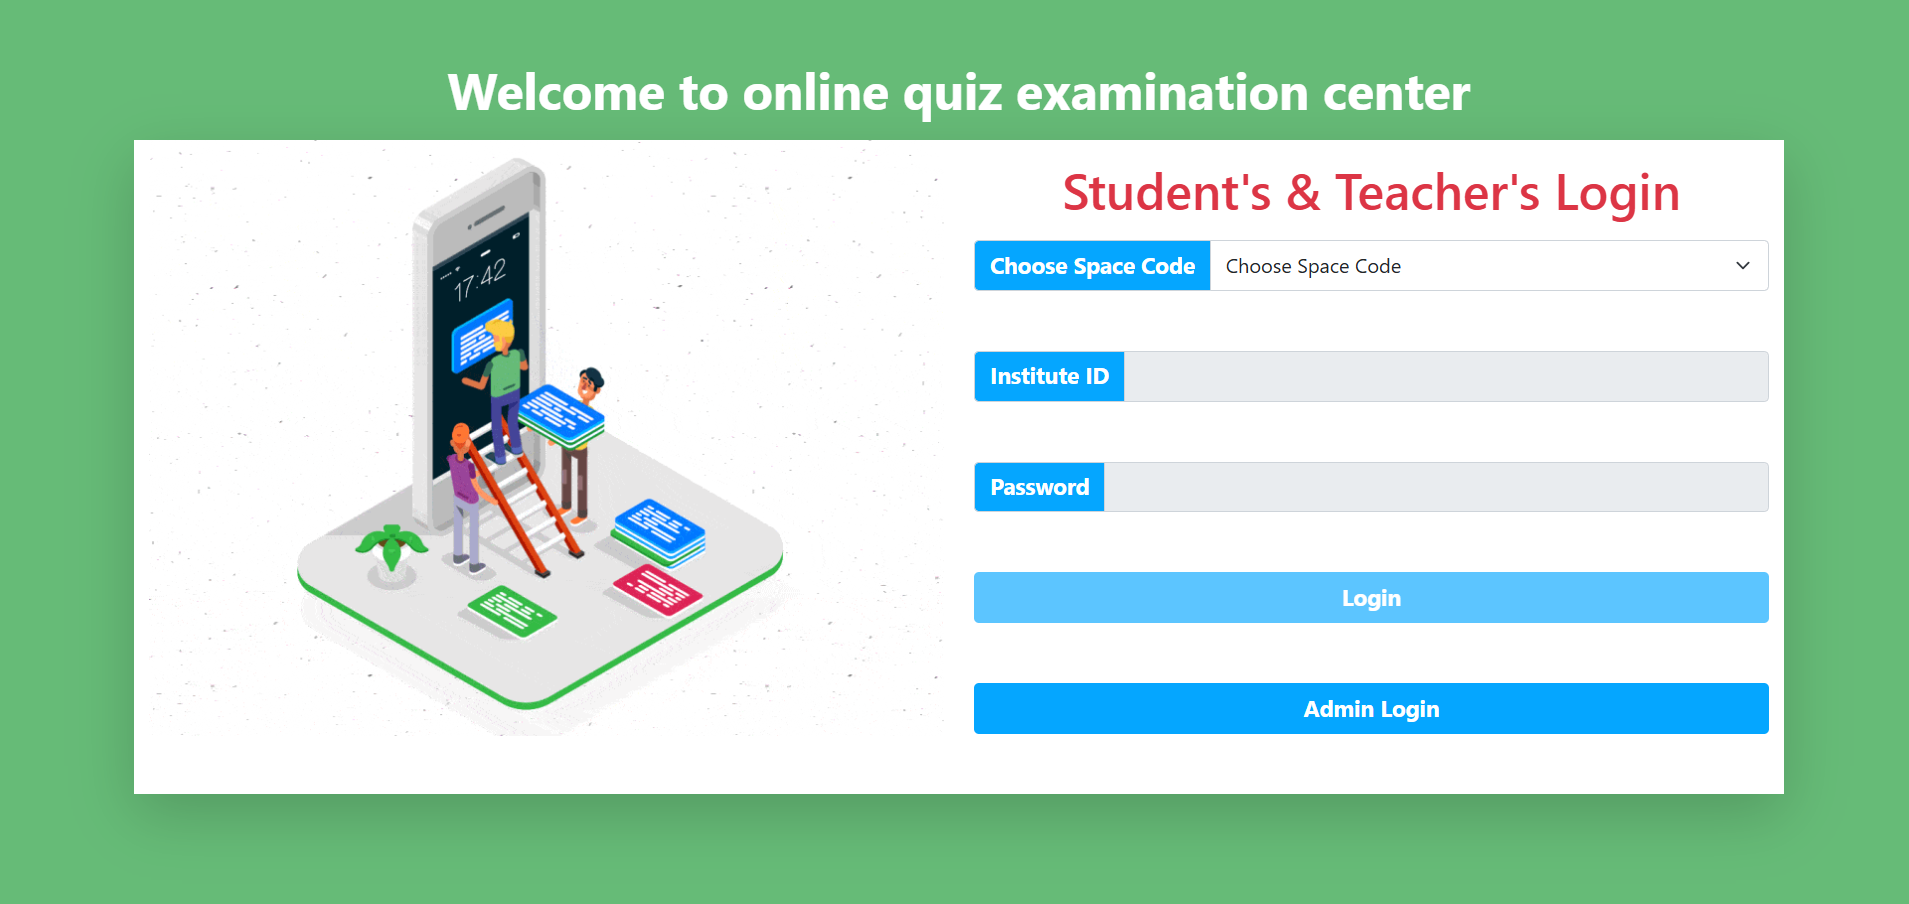 Welcome to online quiz examination center
17:42
Student's & Teacher's Login
Choose Space Code
Choose Space Code
Institute ID
Password
Login
Admin Login